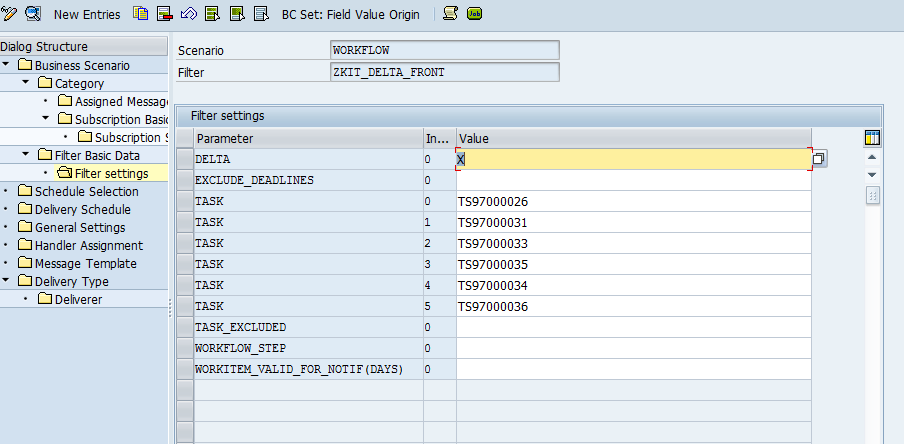 New Entries BC Set: Field Value Origin
Dialog Structure
Business Scenario
Category
Assigned Messag
Subscription Basi
Subscription S
Filter Basic Data
Filter settings
Schedule Selection
Delivery Schedule
General Settings
Handler Assignment
Message Template
Delivery Type
Deliverer
Scenario WORKFLOW
Filter ZKIT_DELTA_FRONT
Filter settings
Parameter In... Value
DELTA 0 X
EXCLUDE_DEADLINES 0
TASK 0 TS97000026
TASK 1 TS97000031
TASK 2 TS97000033
TASK 3 TS97000035
TASK 4 TS97000034
TASK 5 TS97000036
TASK_EXCLUDED 0
WORKFLOW_STEP 0
WORKITEM_VALID_FOR_NOTIF(DAYS) 0